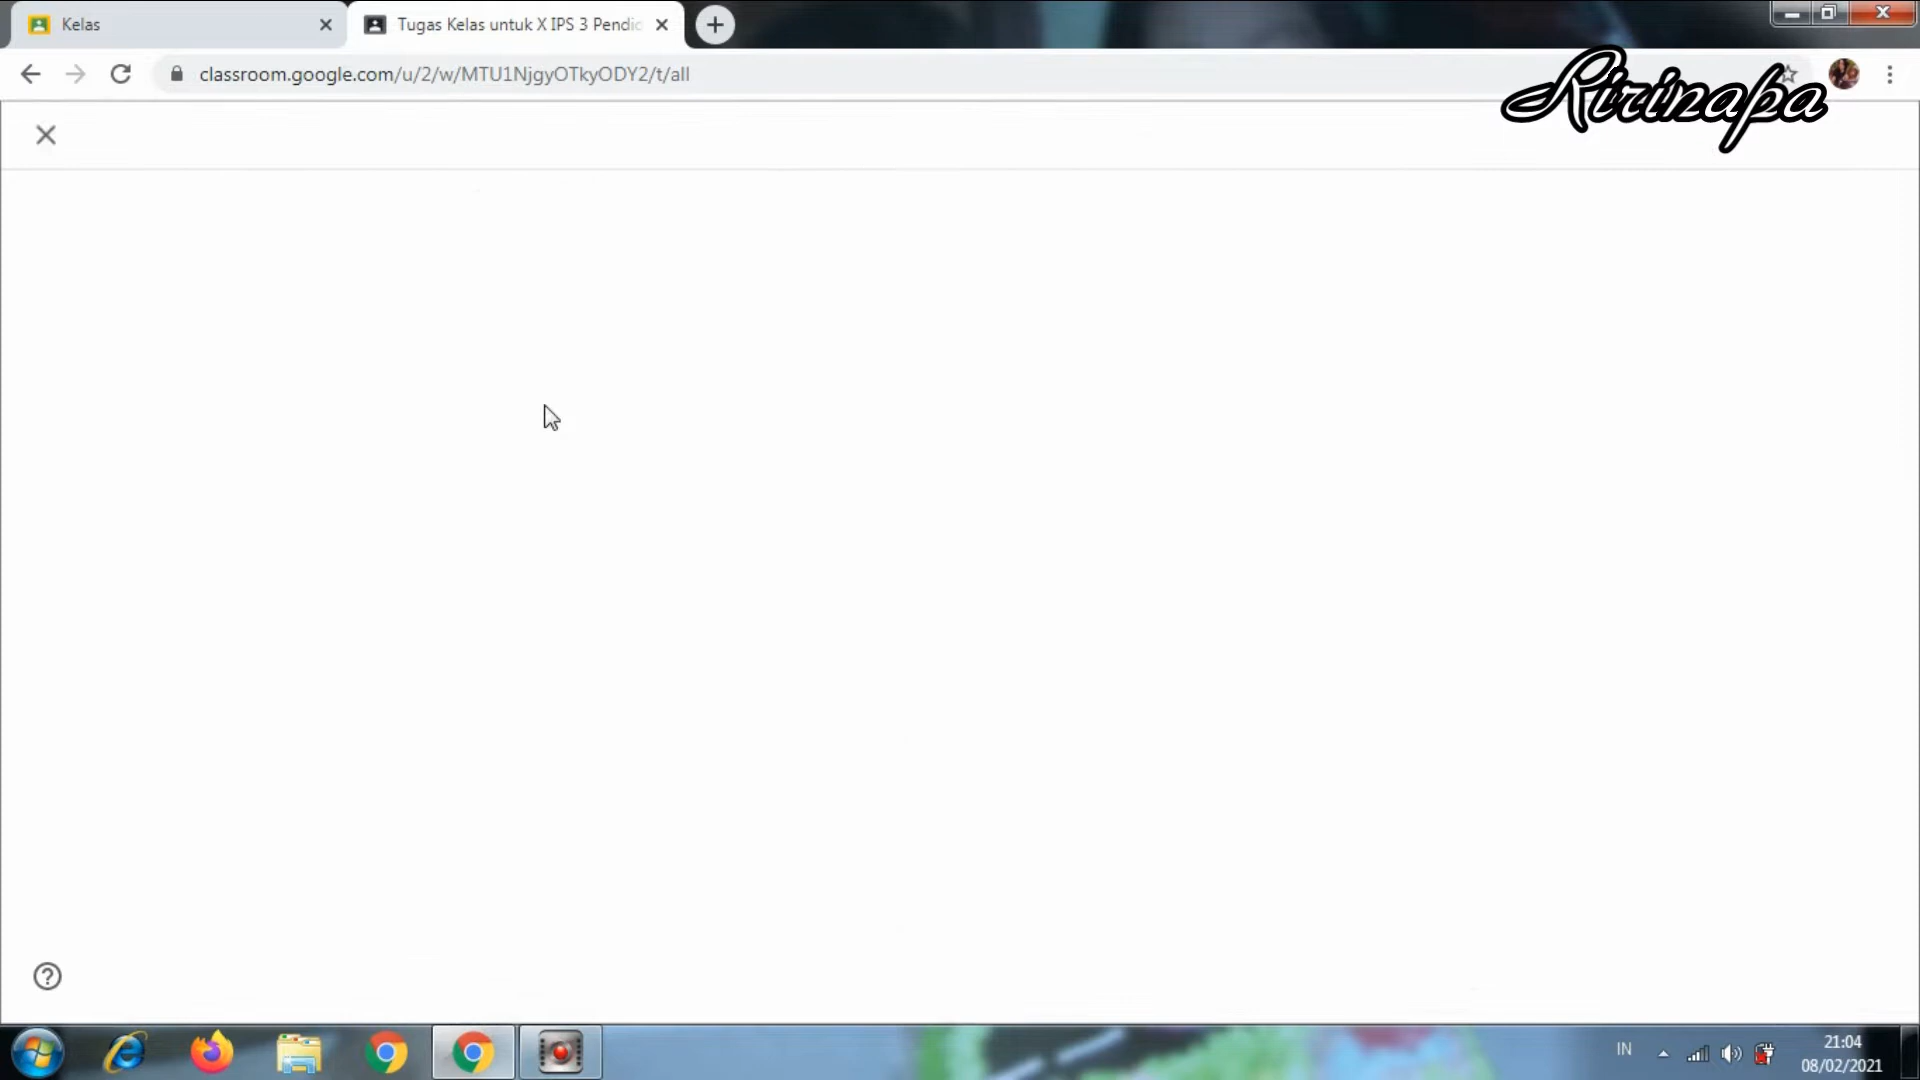 Kelas
Tugas Kelas untuk X IPS 3 Pendid
classroom.google.com/u/2/w/MTU1NjgyOTkyODY2/t/all
Ririnapa
IN
21:04
08/02/2021